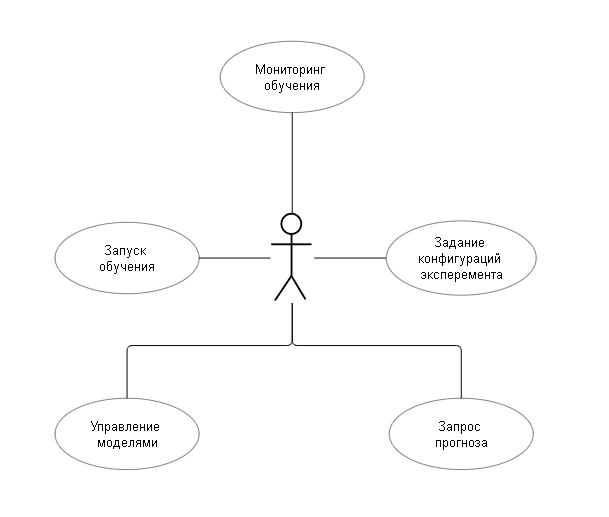 Мониторинг
обучения
Запуск
обучения
Задание
конфигураций
эксперемента
Управление
моделями
Запрос
прогноза